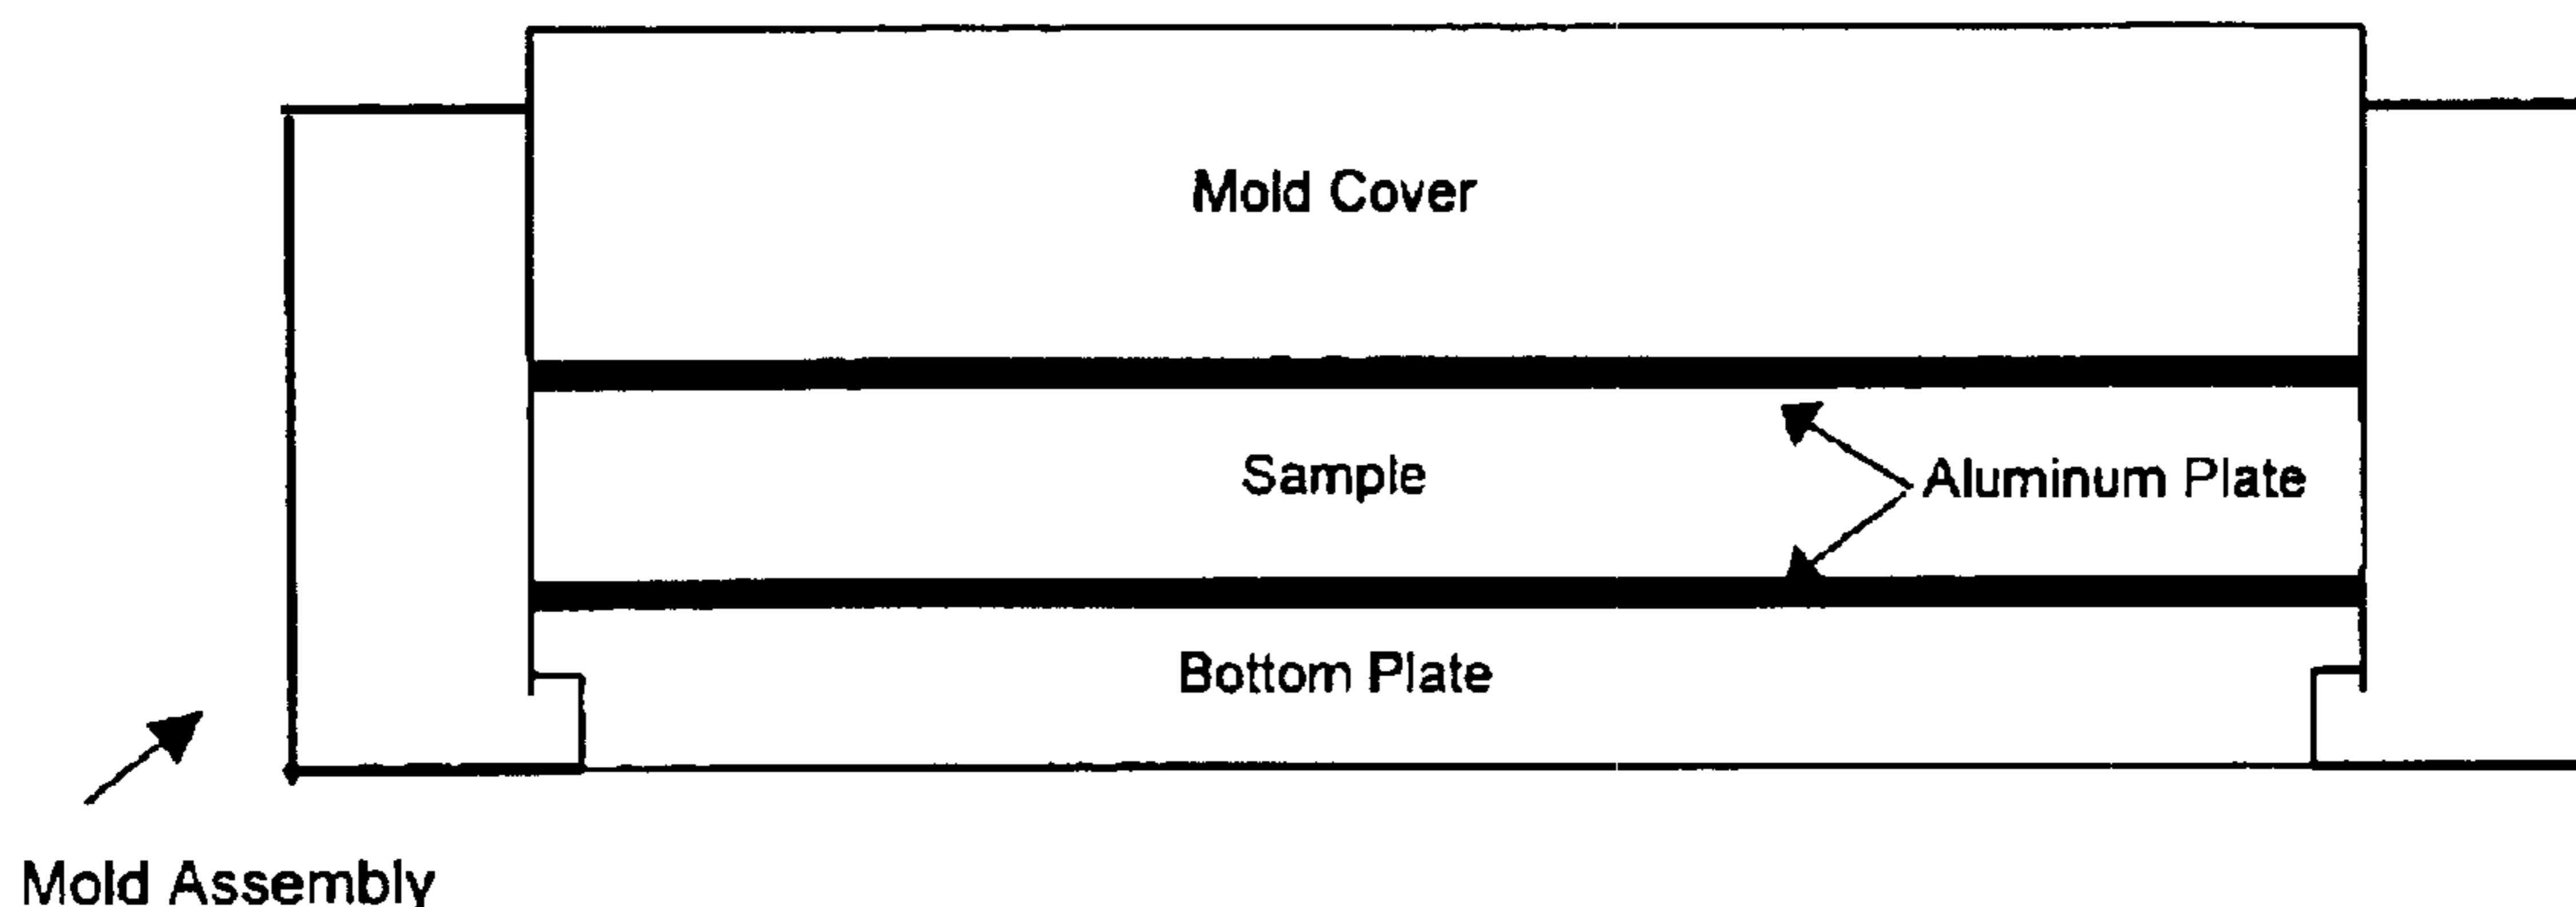 Mold Cover
Sample
Aluminum Plate
Bottom Plate
Mold Assembly